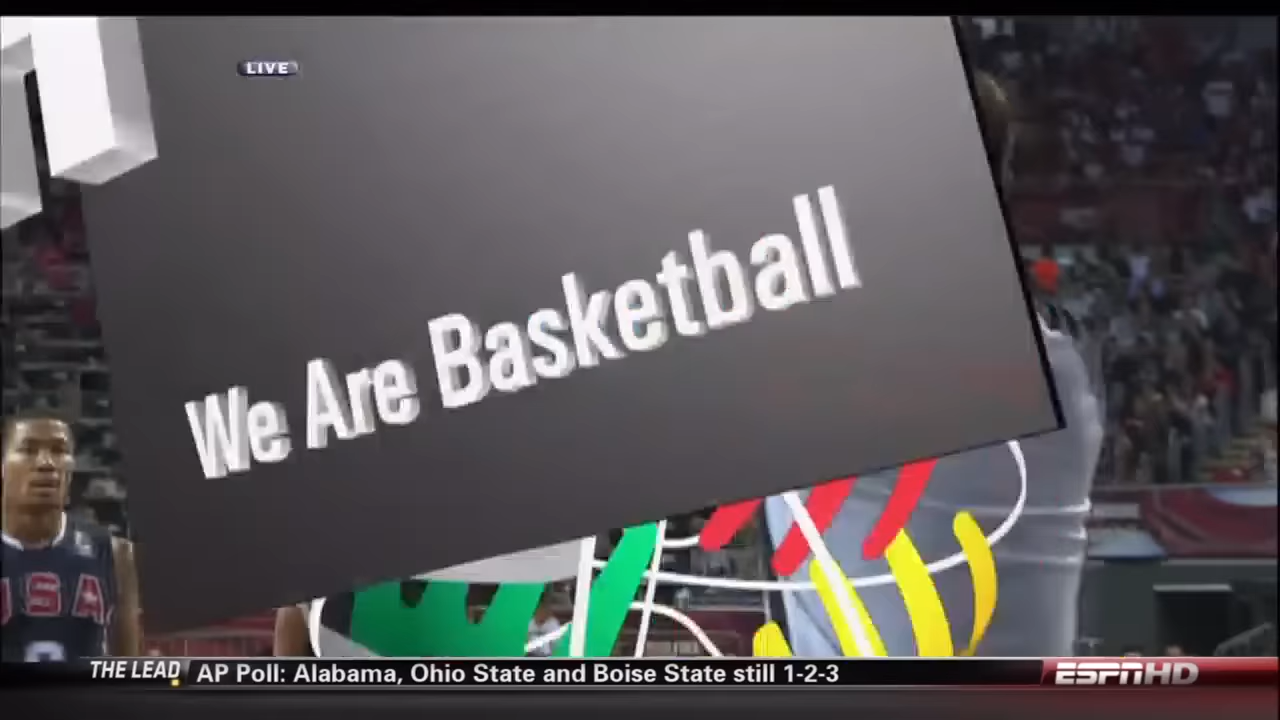 LIVE
We Are Basketball
USA
THE LEAD AP Poll: Alabama, Ohio State and Boise State still 1-2-3 ESPNHD